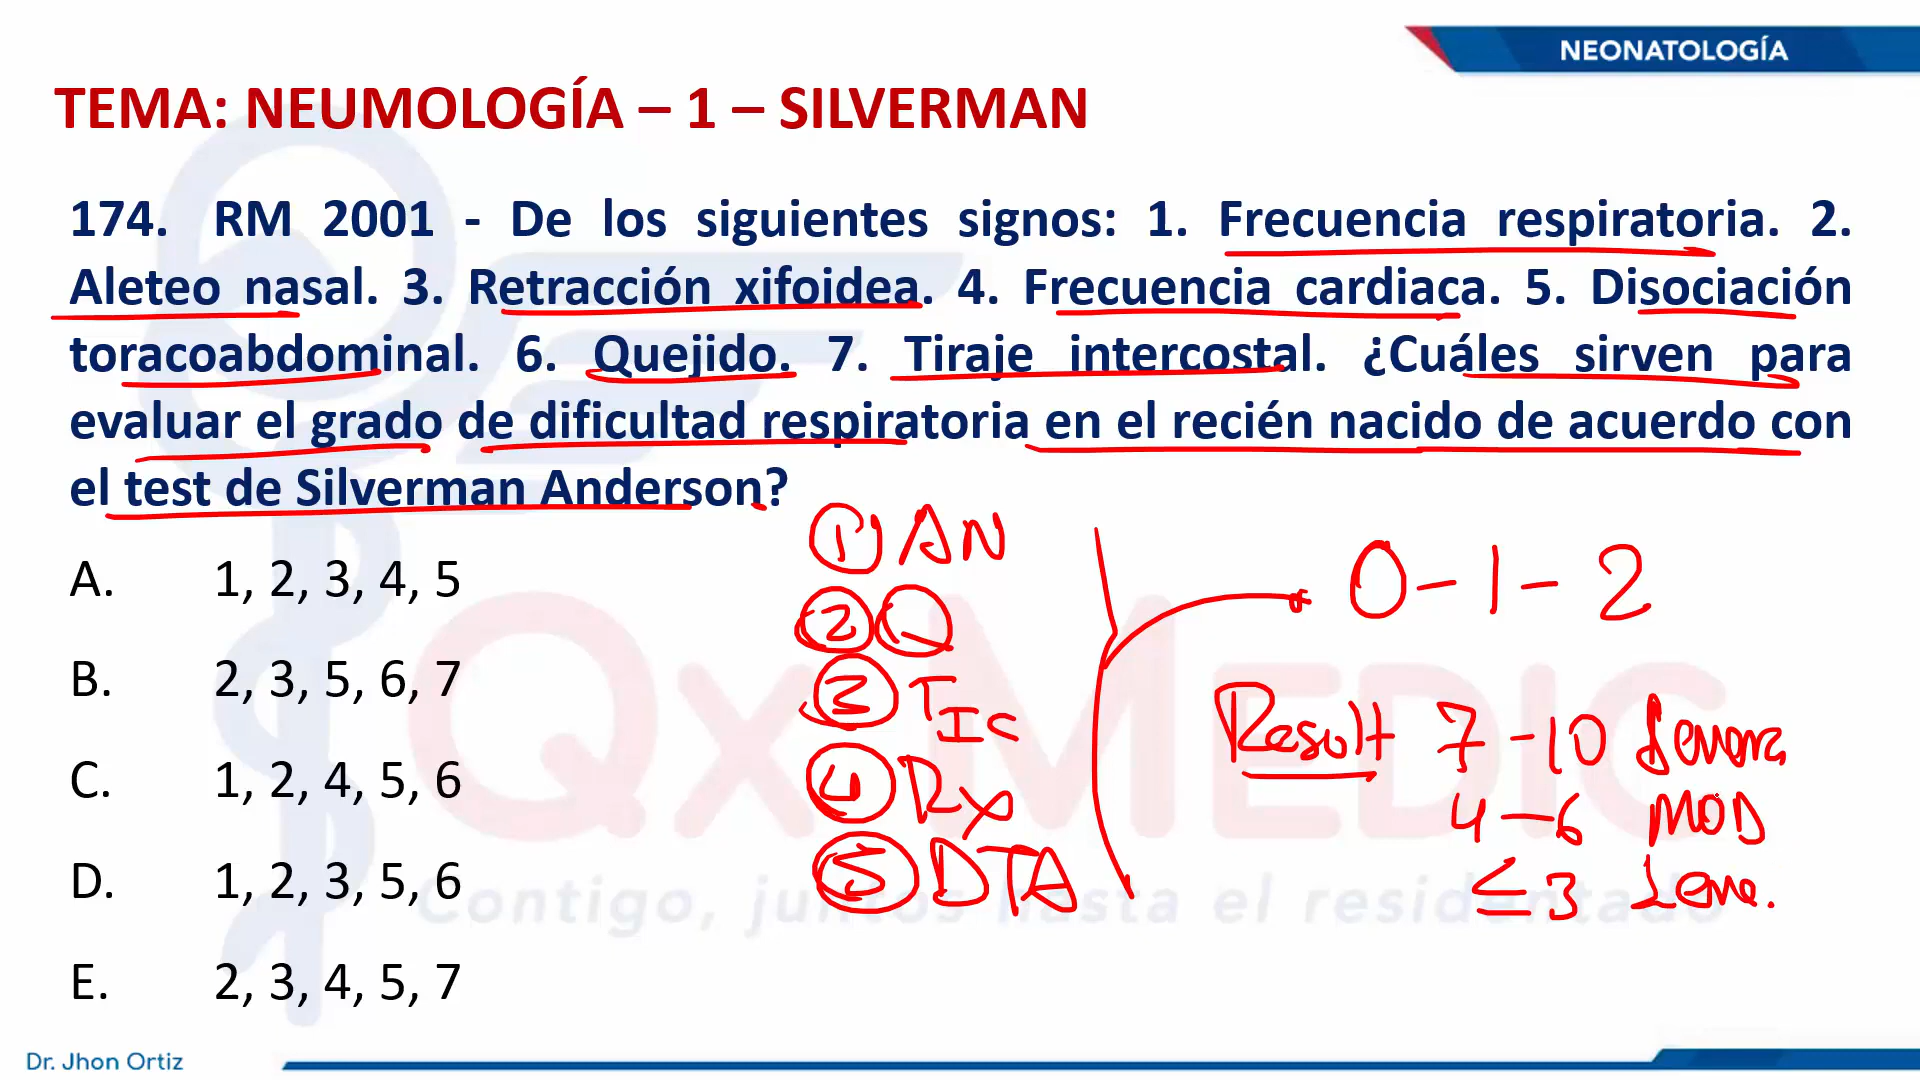 NEONATOLOGÍA
TEMA: NEUMOLOGÍA – 1 – SILVERMAN
174. RM 2001 - De los siguientes signos: 1. Frecuencia respiratoria. 2.
Aleteo nasal. 3. Retracción xifoidea. 4. Frecuencia cardiaca. 5. Disociación
toracoabdominal. 6. Quejido. 7. Tiraje intercostal. ¿Cuáles sirven para
evaluar el grado de dificultad respiratoria en el recién nacido de acuerdo con
el test de Silverman Anderson?
A. 1, 2, 3, 4, 5
B. 2, 3, 5, 6, 7
C. 1, 2, 4, 5, 6
D. 1, 2, 3, 5, 6
E. 2, 3, 4, 5, 7
1 AN
2 Q
3 TIC
4 Rx
5 DTA
0 - 1 - 2
Result 7 - 10 Severa
4 - 6 MOD
≤ 3 Leve.
QX MEDIC
Contigo, juntos hasta el residentado
Dr. Jhon Ortiz